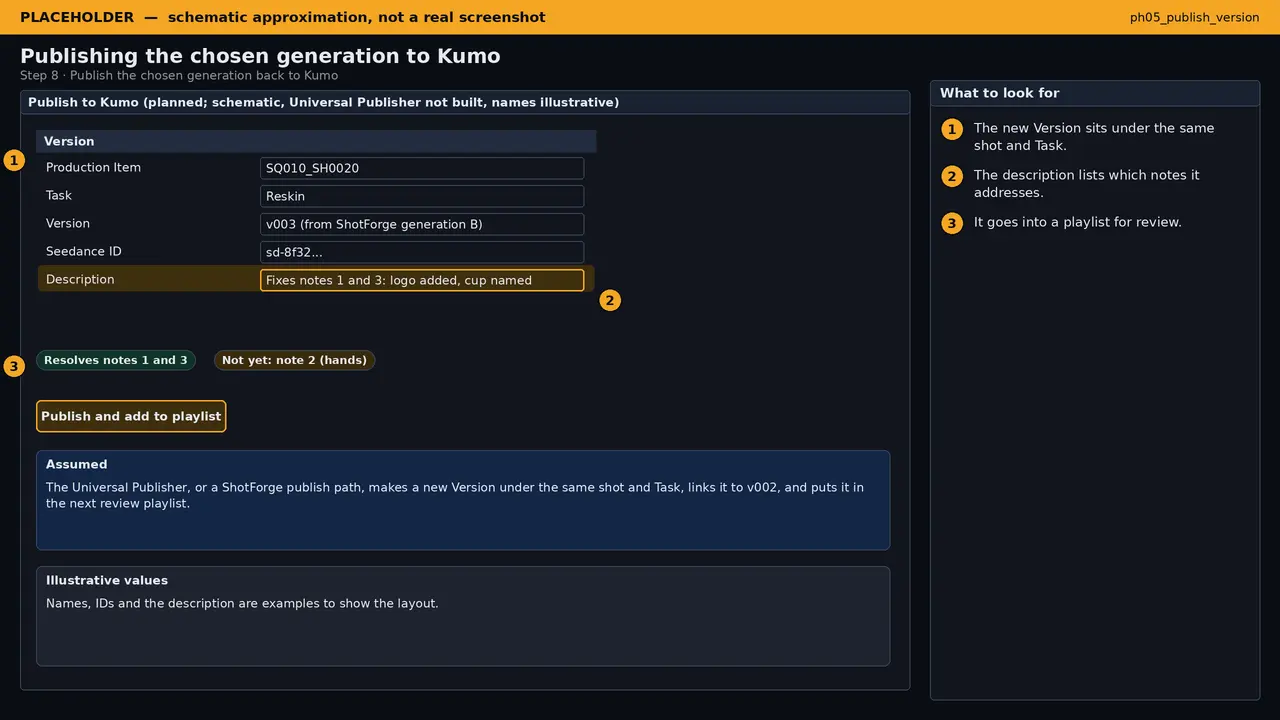 PLACEHOLDER — schematic approximation, not a real screenshot
ph05_publish_version
Publishing the chosen generation to Kumo
Step 8 · Publish the chosen generation back to Kumo
Publish to Kumo (planned; schematic, Universal Publisher not built, names illustrative)
Version
1
Production Item
SQ010_SH0020
Task
Reskin
Version
v003 (from ShotForge generation B)
Seedance ID
sd-8f32...
Description
Fixes notes 1 and 3: logo added, cup named
2
3
Resolves notes 1 and 3
Not yet: note 2 (hands)
Publish and add to playlist
Assumed
The Universal Publisher, or a ShotForge publish path, makes a new Version under the same shot and Task, links it to v002, and puts it in
the next review playlist.
Illustrative values
Names, IDs and the description are examples to show the layout.
What to look for
1
The new Version sits under the same
shot and Task.
2
The description lists which notes it
addresses.
3
It goes into a playlist for review.